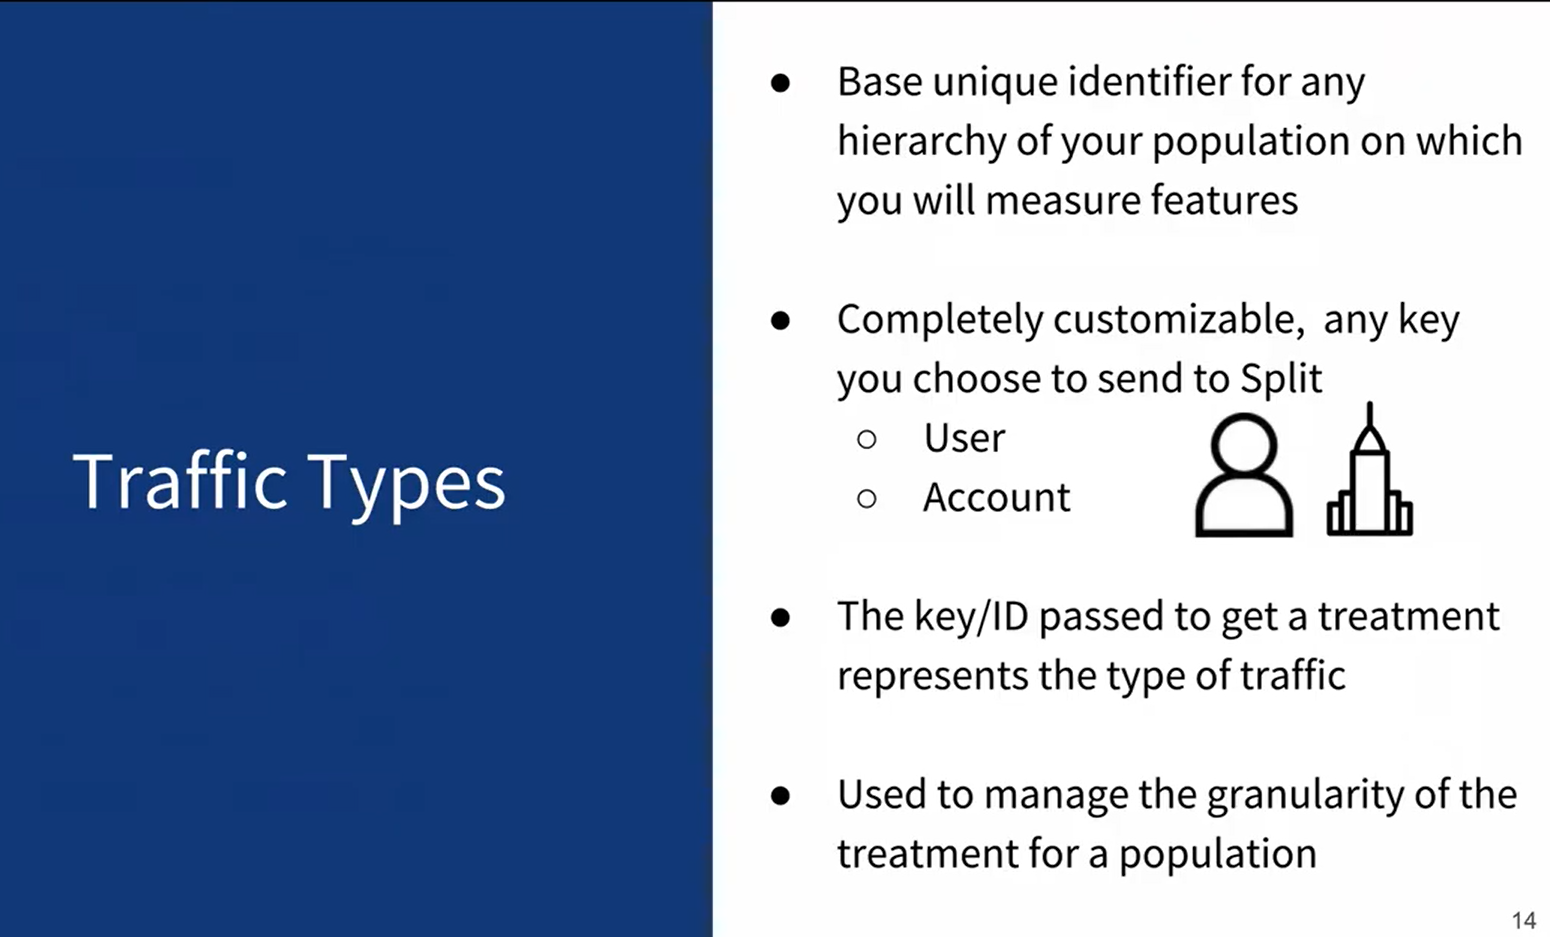 Traffic Types
● Base unique identifier for any
hierarchy of your population on which
you will measure features
● Completely customizable,  any key
you choose to send to Split
○ User
○ Account
● The key/ID passed to get a treatment
represents the type of traffic
● Used to manage the granularity of the
treatment for a population
14